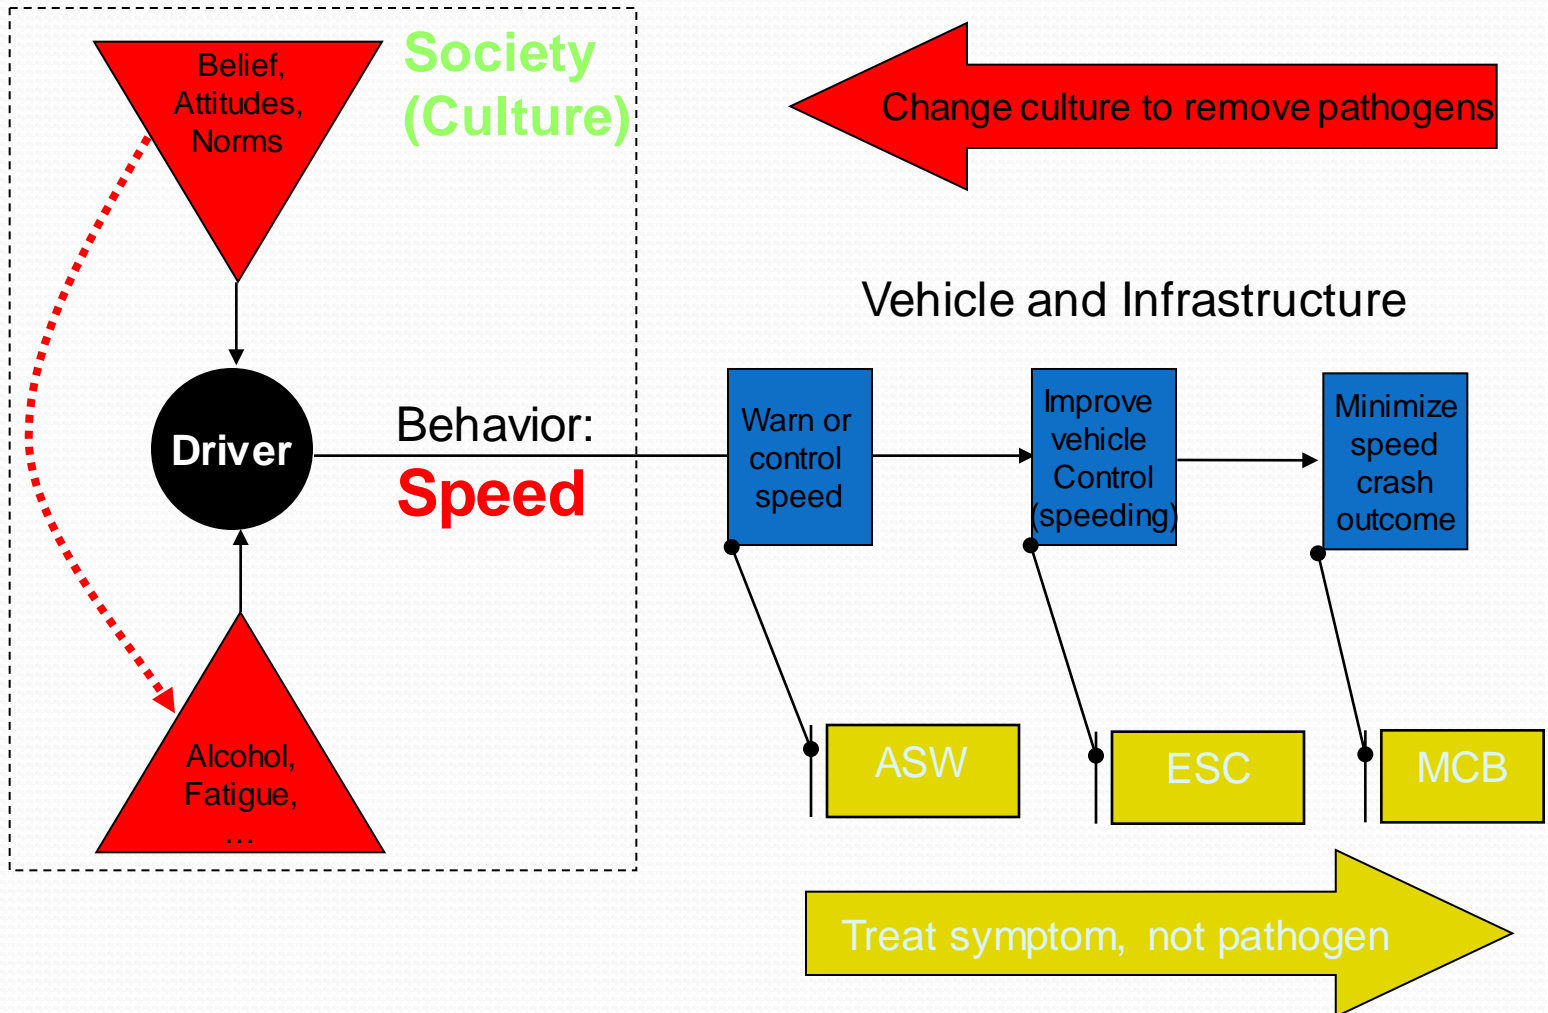 Belief,
Attitudes,
Norms
Society
(Culture)
Change culture to remove pathogens
Vehicle and Infrastructure
Driver
Behavior:
Speed
Warn or
control
speed
Improve
vehicle
Control
(speeding)
Minimize
speed
crash
outcome
Alcohol,
Fatigue,
…
ASW
ESC
MCB
Treat symptom, not pathogen